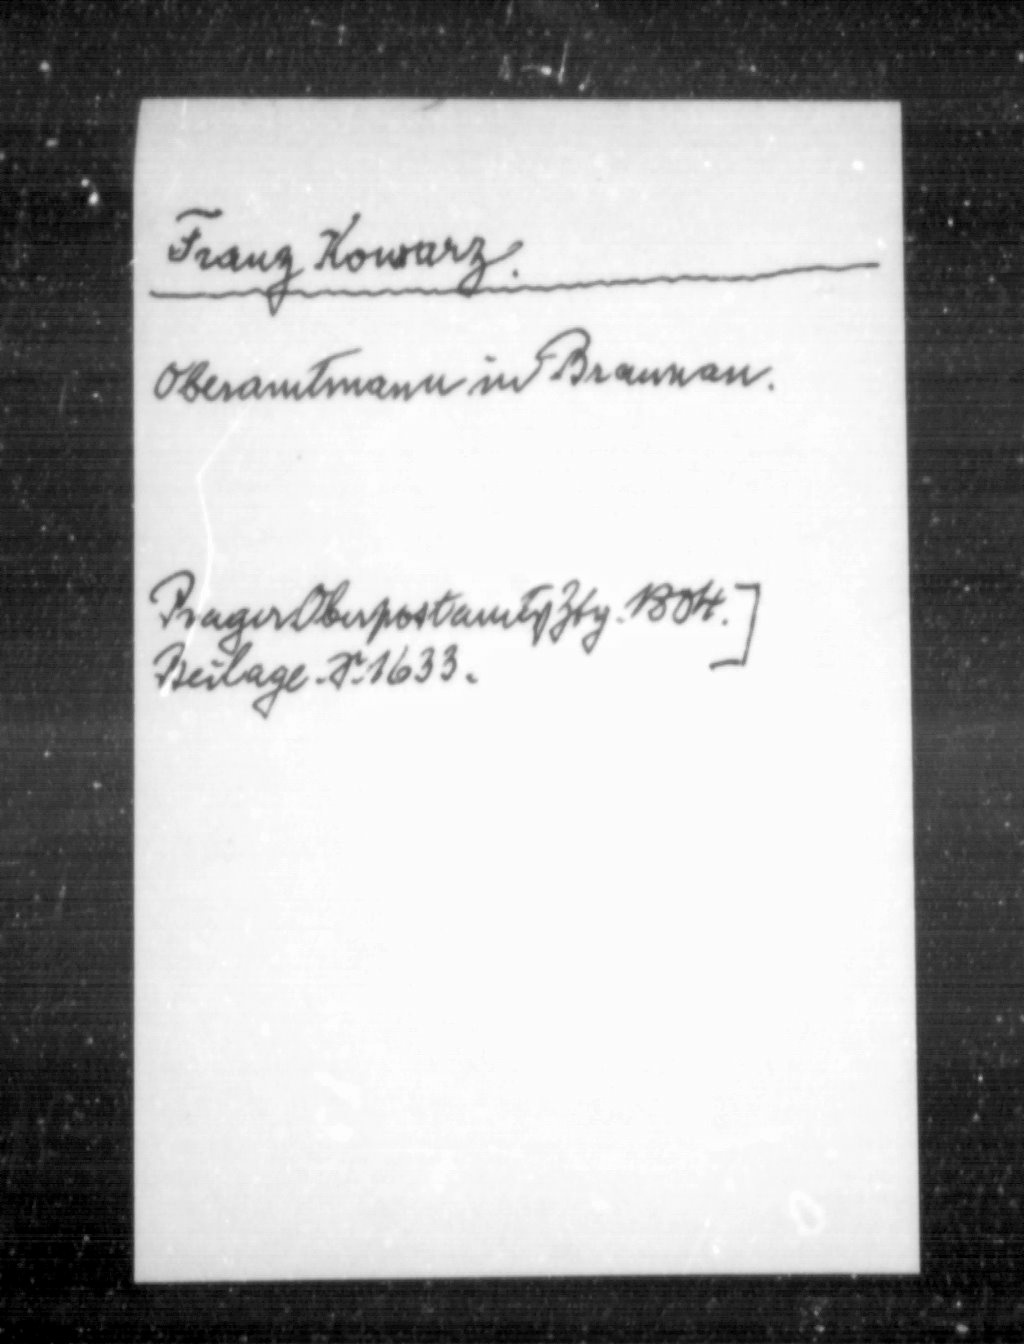 Franz Kowarz.
Oberamtmann in Braunau.
Prager Oberpostamts Ztg. 1804.]
Beilage. S. 1633.